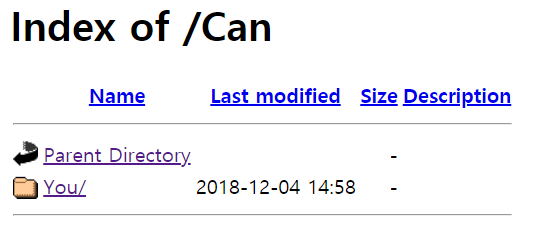 Index of /Can
Name Last modified Size Description
Parent Directory -
You/ 2018-12-04 14:58 -